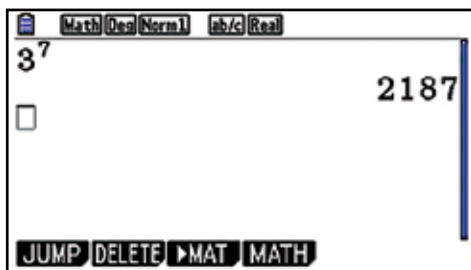 Math Deg Norm1 ab/c Real
3⁷
2187
JUMP DELETE ▶MAT MATH